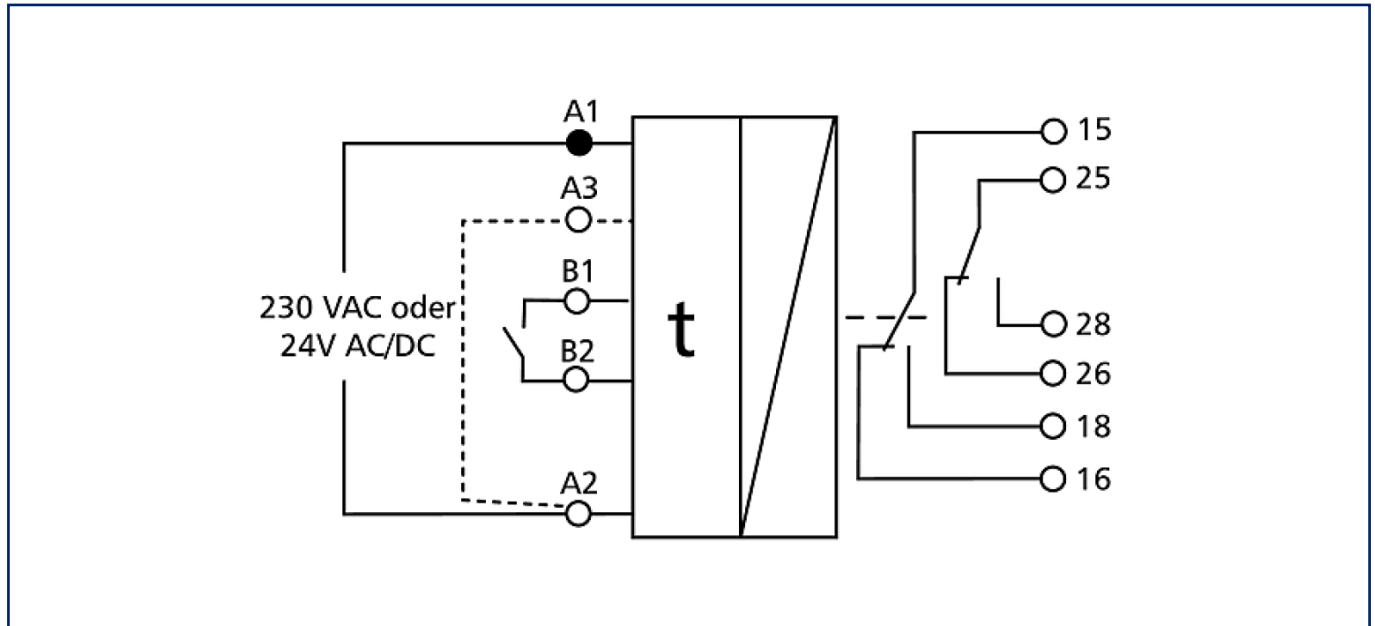 A1
A3
B1
230 VAC oder
24V AC/DC
B2
A2
t
15
25
28
26
18
16